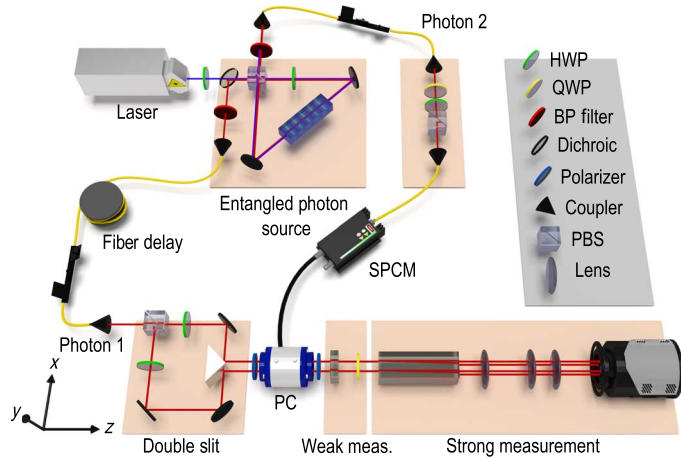 Photon 2
HWP
QWP
BP filter
Dichroic
Polarizer
Coupler
PBS
Lens
Laser
Entangled photon
source
Fiber delay
SPCM
Photon 1
PC
x
y
z
Double slit
Weak meas.
Strong measurement